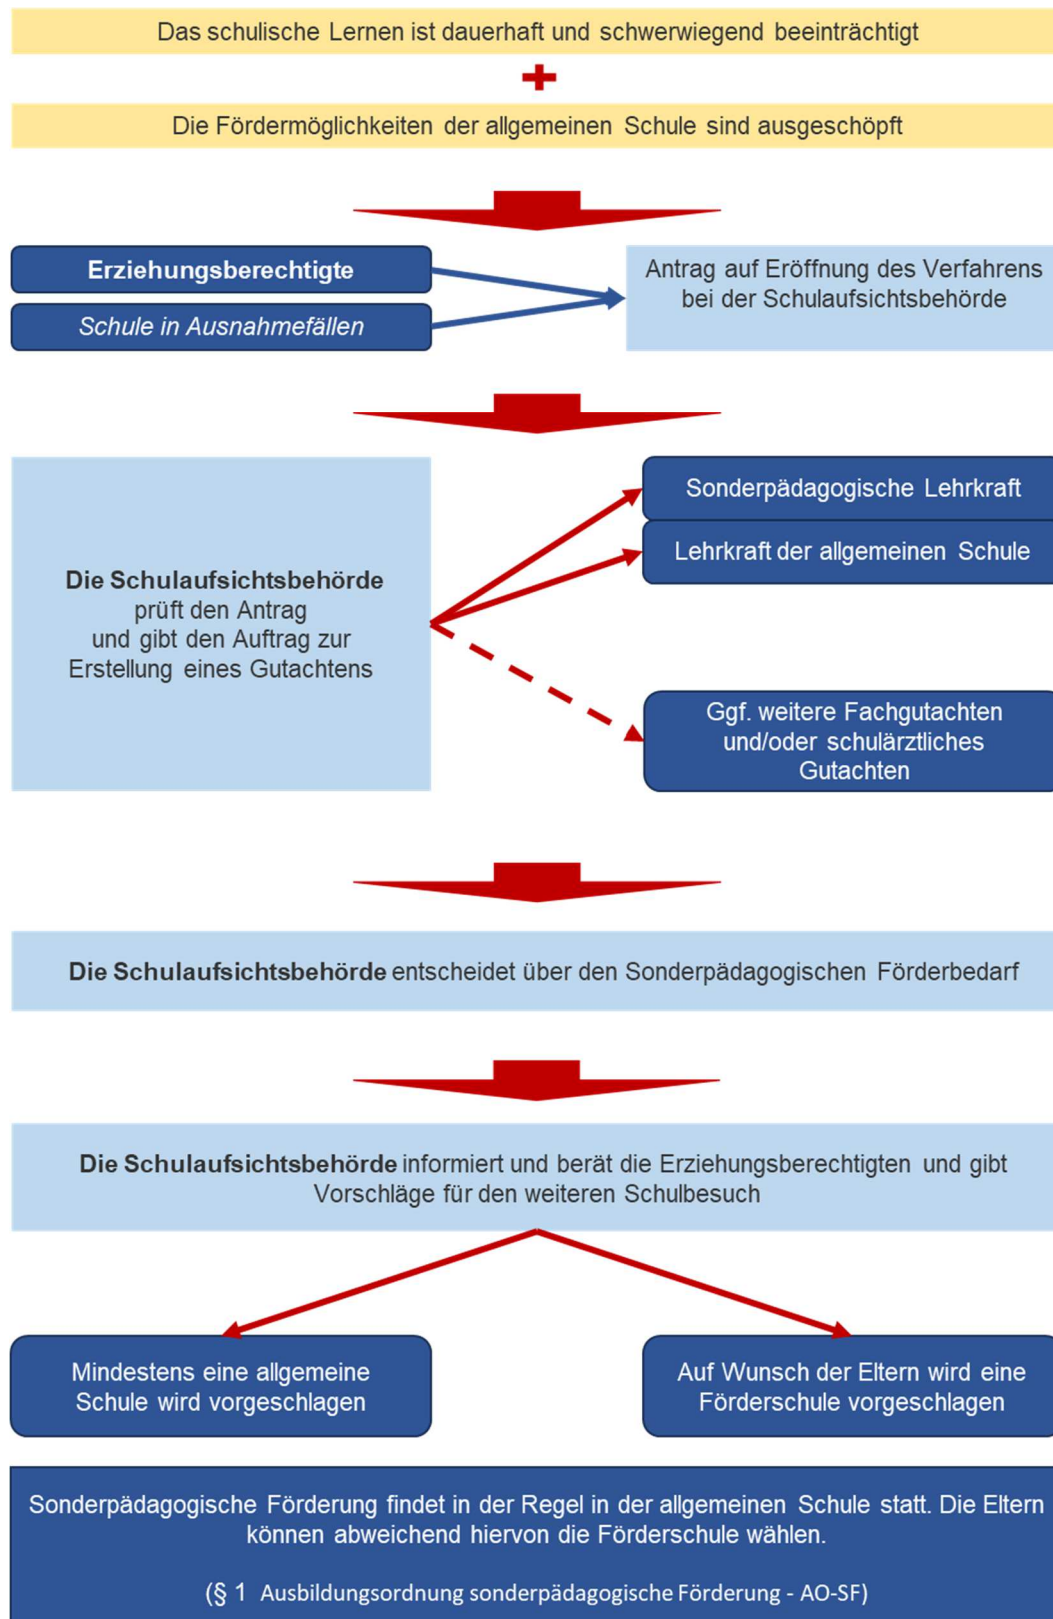 Das schulische Lernen ist dauerhaft und schwerwiegend beeinträchtigt
Die Fördermöglichkeiten der allgemeinen Schule sind ausgeschöpft
Erziehungsberechtigte
Schule in Ausnahmefällen
Antrag auf Eröffnung des Verfahrens
bei der Schulaufsichtsbehörde
Die Schulaufsichtsbehörde
prüft den Antrag
und gibt den Auftrag zur
Erstellung eines Gutachtens
Sonderpädagogische Lehrkraft
Lehrkraft der allgemeinen Schule
Ggf. weitere Fachgutachten
und/oder schulärztliches
Gutachten
Die Schulaufsichtsbehörde entscheidet über den Sonderpädagogischen Förderbedarf
Die Schulaufsichtsbehörde informiert und berät die Erziehungsberechtigten und gibt
Vorschläge für den weiteren Schulbesuch
Mindestens eine allgemeine
Schule wird vorgeschlagen
Auf Wunsch der Eltern wird eine
Förderschule vorgeschlagen
Sonderpädagogische Förderung findet in der Regel in der allgemeinen Schule statt. Die Eltern
können abweichend hiervon die Förderschule wählen.
(§ 1 Ausbildungsordnung sonderpädagogische Förderung - AO-SF)